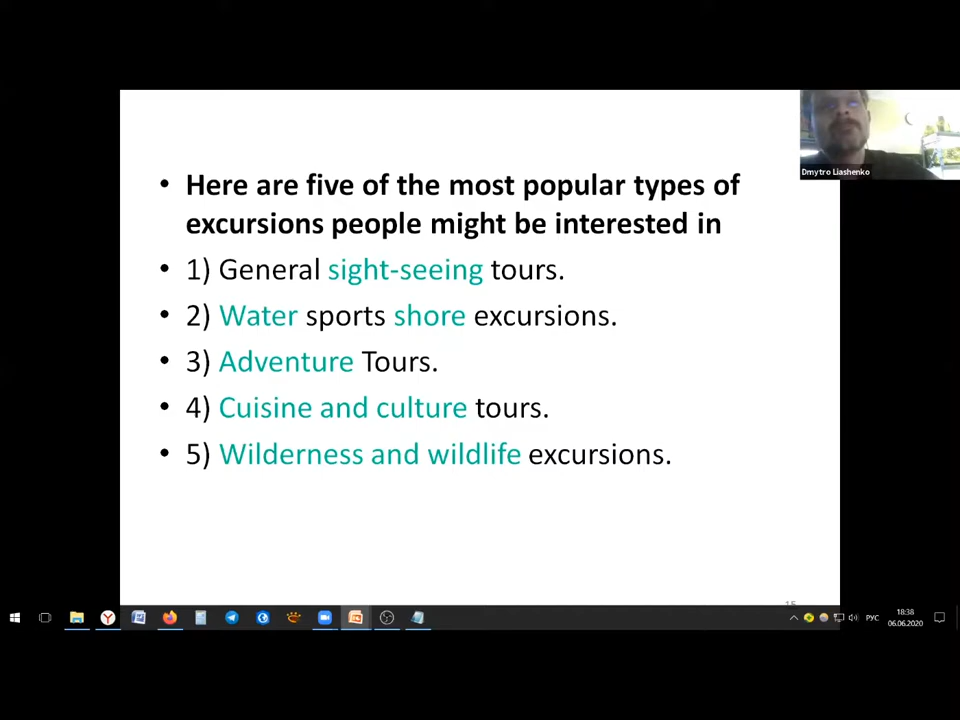 Here are five of the most popular types of
excursions people might be interested in
1) General sight-seeing tours.
2) Water sports shore excursions.
3) Adventure Tours.
4) Cuisine and culture tours.
5) Wilderness and wildlife excursions.
Dmytro Liashenko
15
РУС
18:38
06.06.2020